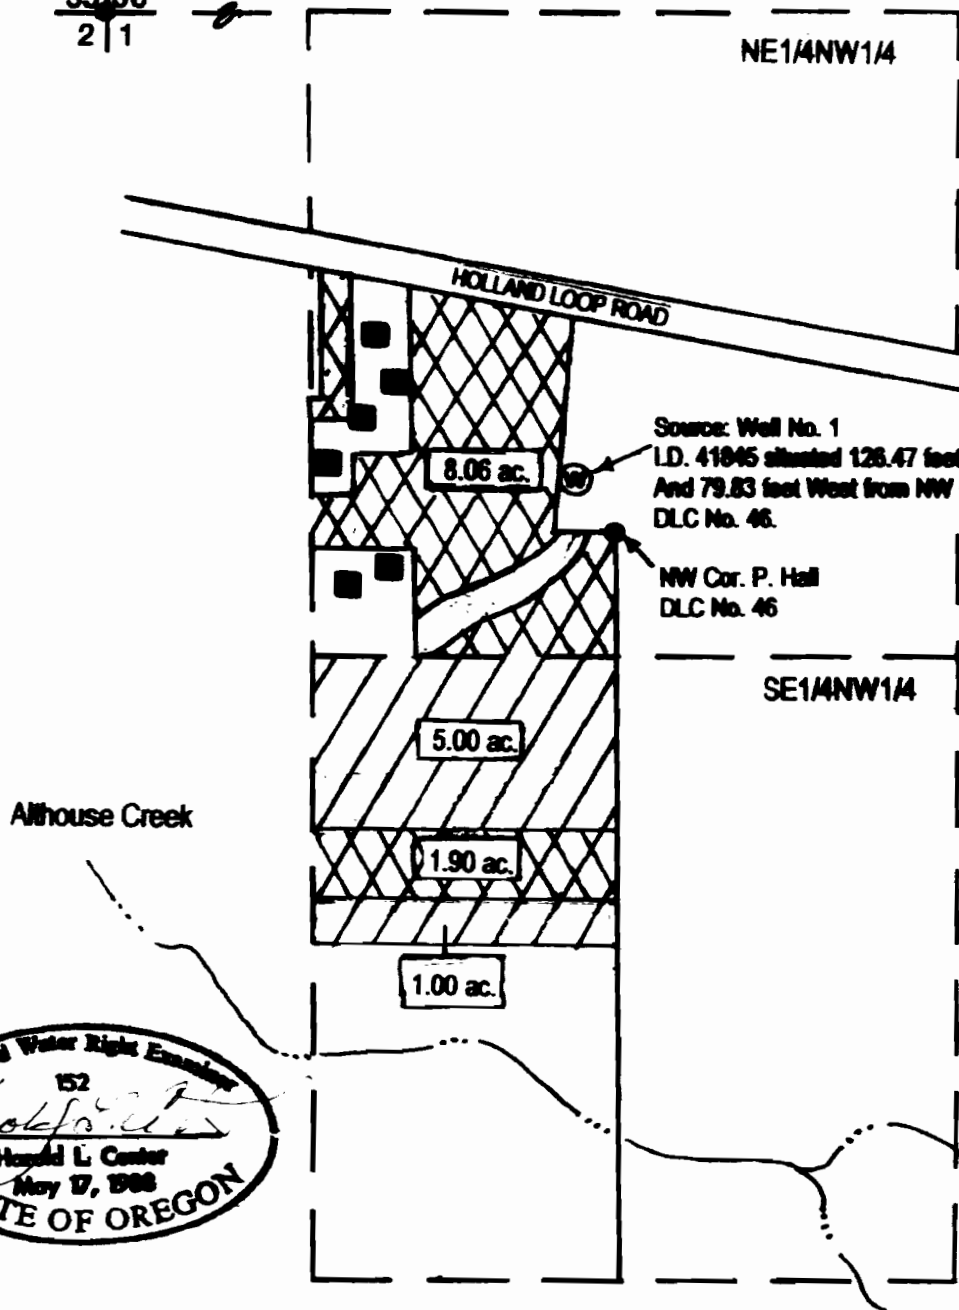 2 | 1
NE1/4NW1/4
HOLLAND LOOP ROAD
Source: Well No. 1
I.D. 41845 situated 126.47 feet
And 79.83 feet West from NW
DLC No. 46.
8.06 ac.
W
NW Cor. P. Hall
DLC No. 46
SE1/4NW1/4
5.00 ac.
Althouse Creek
1.90 ac.
1.00 ac.
Water Right Examiner
152
Harold L. Center
May 17, 1988
TE OF OREGON